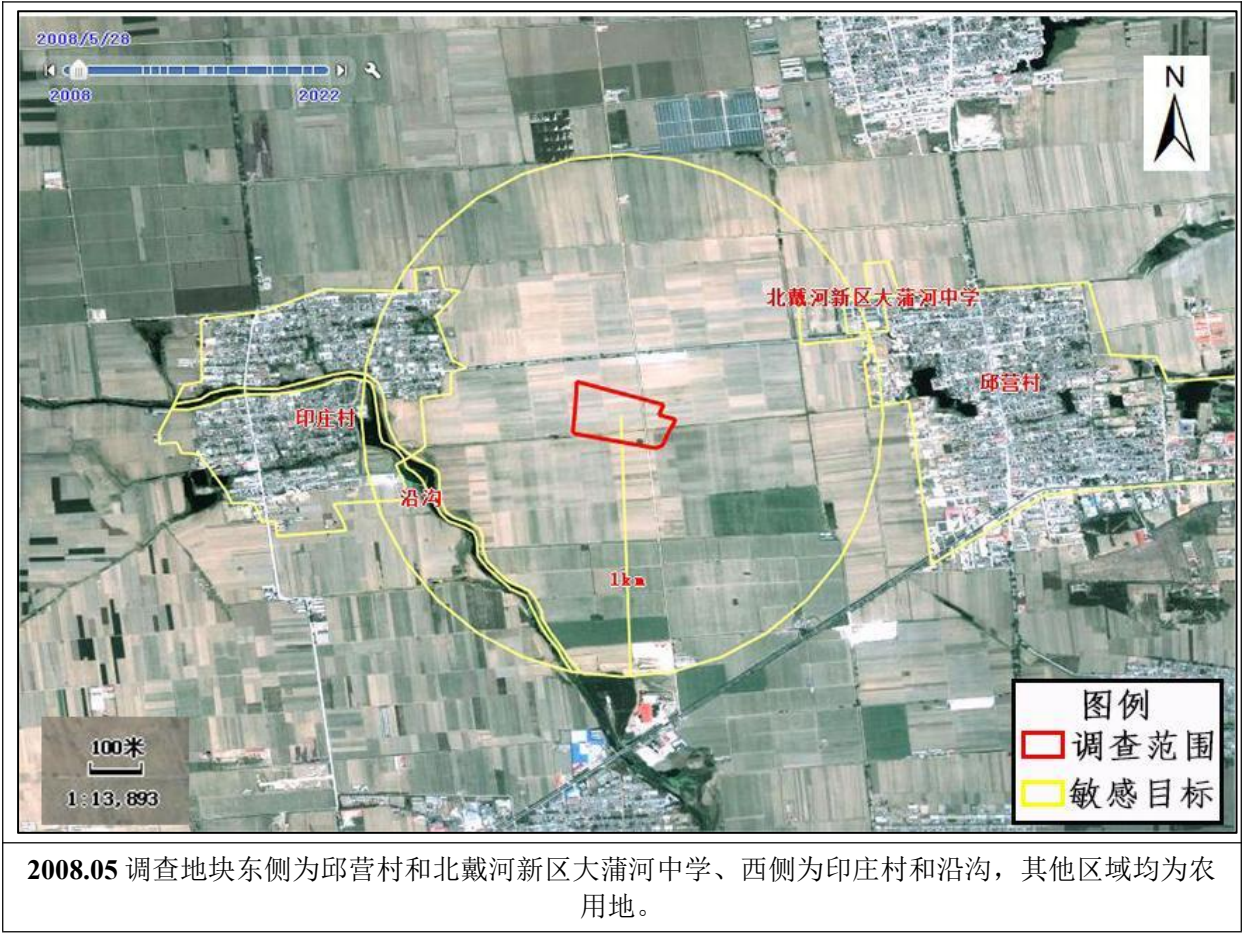 2008/5/28
2008
2022
N
北戴河新区大蒲河中学
邱营村
印庄村
沿沟
1km
图例
调查范围
敏感目标
100米
1:13,893
2008.05 调查地块东侧为邱营村和北戴河新区大蒲河中学、西侧为印庄村和沿沟，其他区域均为农
用地。